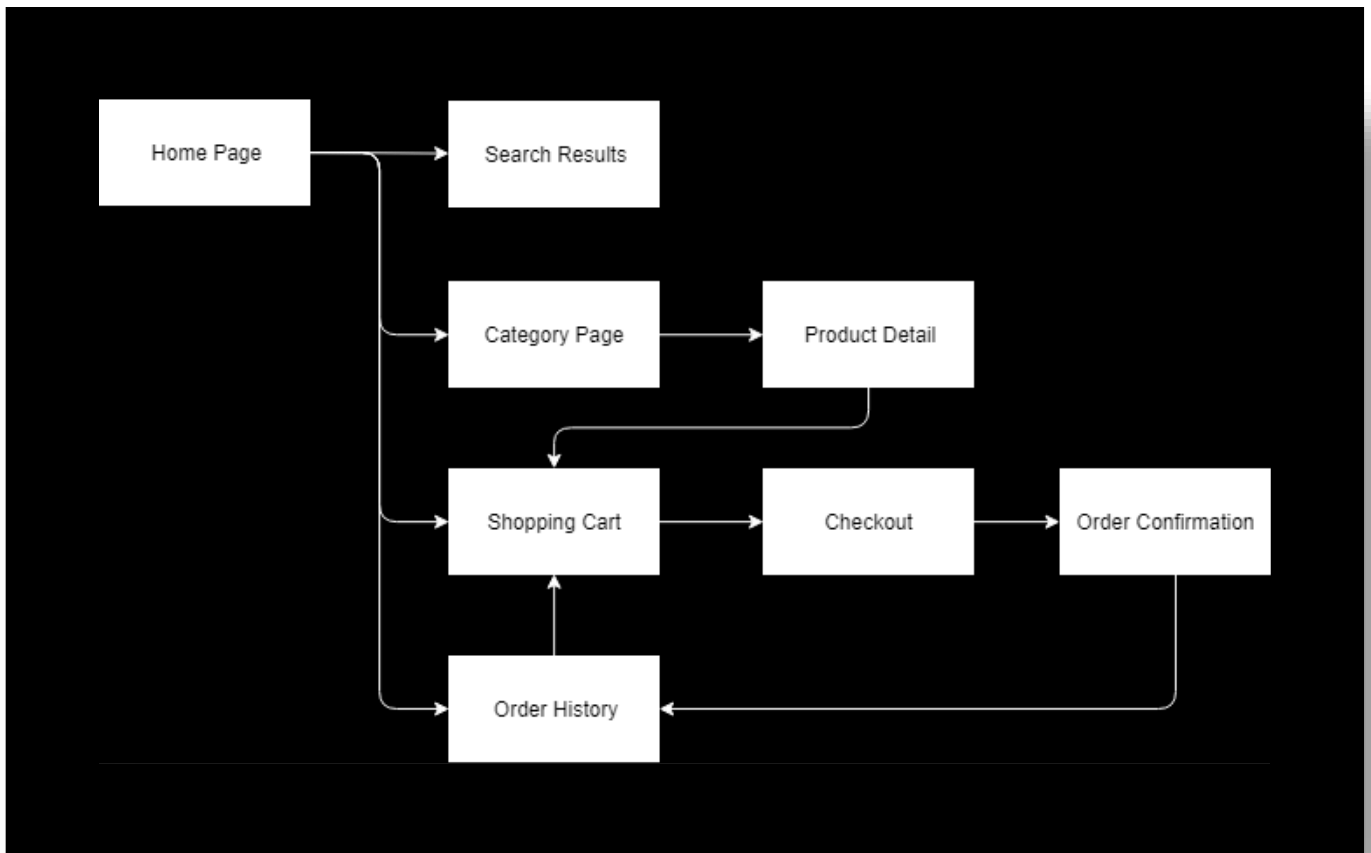 Home Page
Search Results
Category Page
Product Detail
Shopping Cart
Checkout
Order Confirmation
Order History